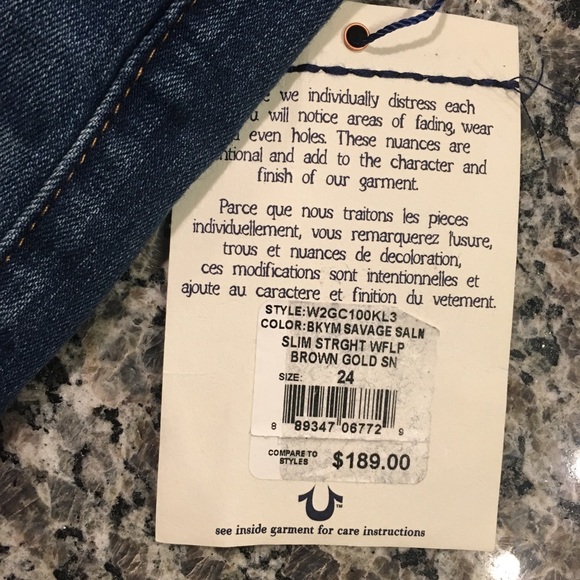 we individually distress each
will notice areas of fading, wear
even holes. These nuances are
and add to the character and
finish of our garment.
Parce que nous traitons les pieces
individuellement, vous remarquerez l'usure,
trous et nuances de decoloration,
ces modifications sont intentionnelles et
ajoute au caractere et finition du vetement.
STYLE:W2GC100KL3
COLOR:BKYM SAVAGE SALN
SLIM STRGHT WFLP
BROWN GOLD SN
SIZE: 24
8 89347 06772 9
COMPARE TO STYLES $189.00
TM
see inside garment for care instructions